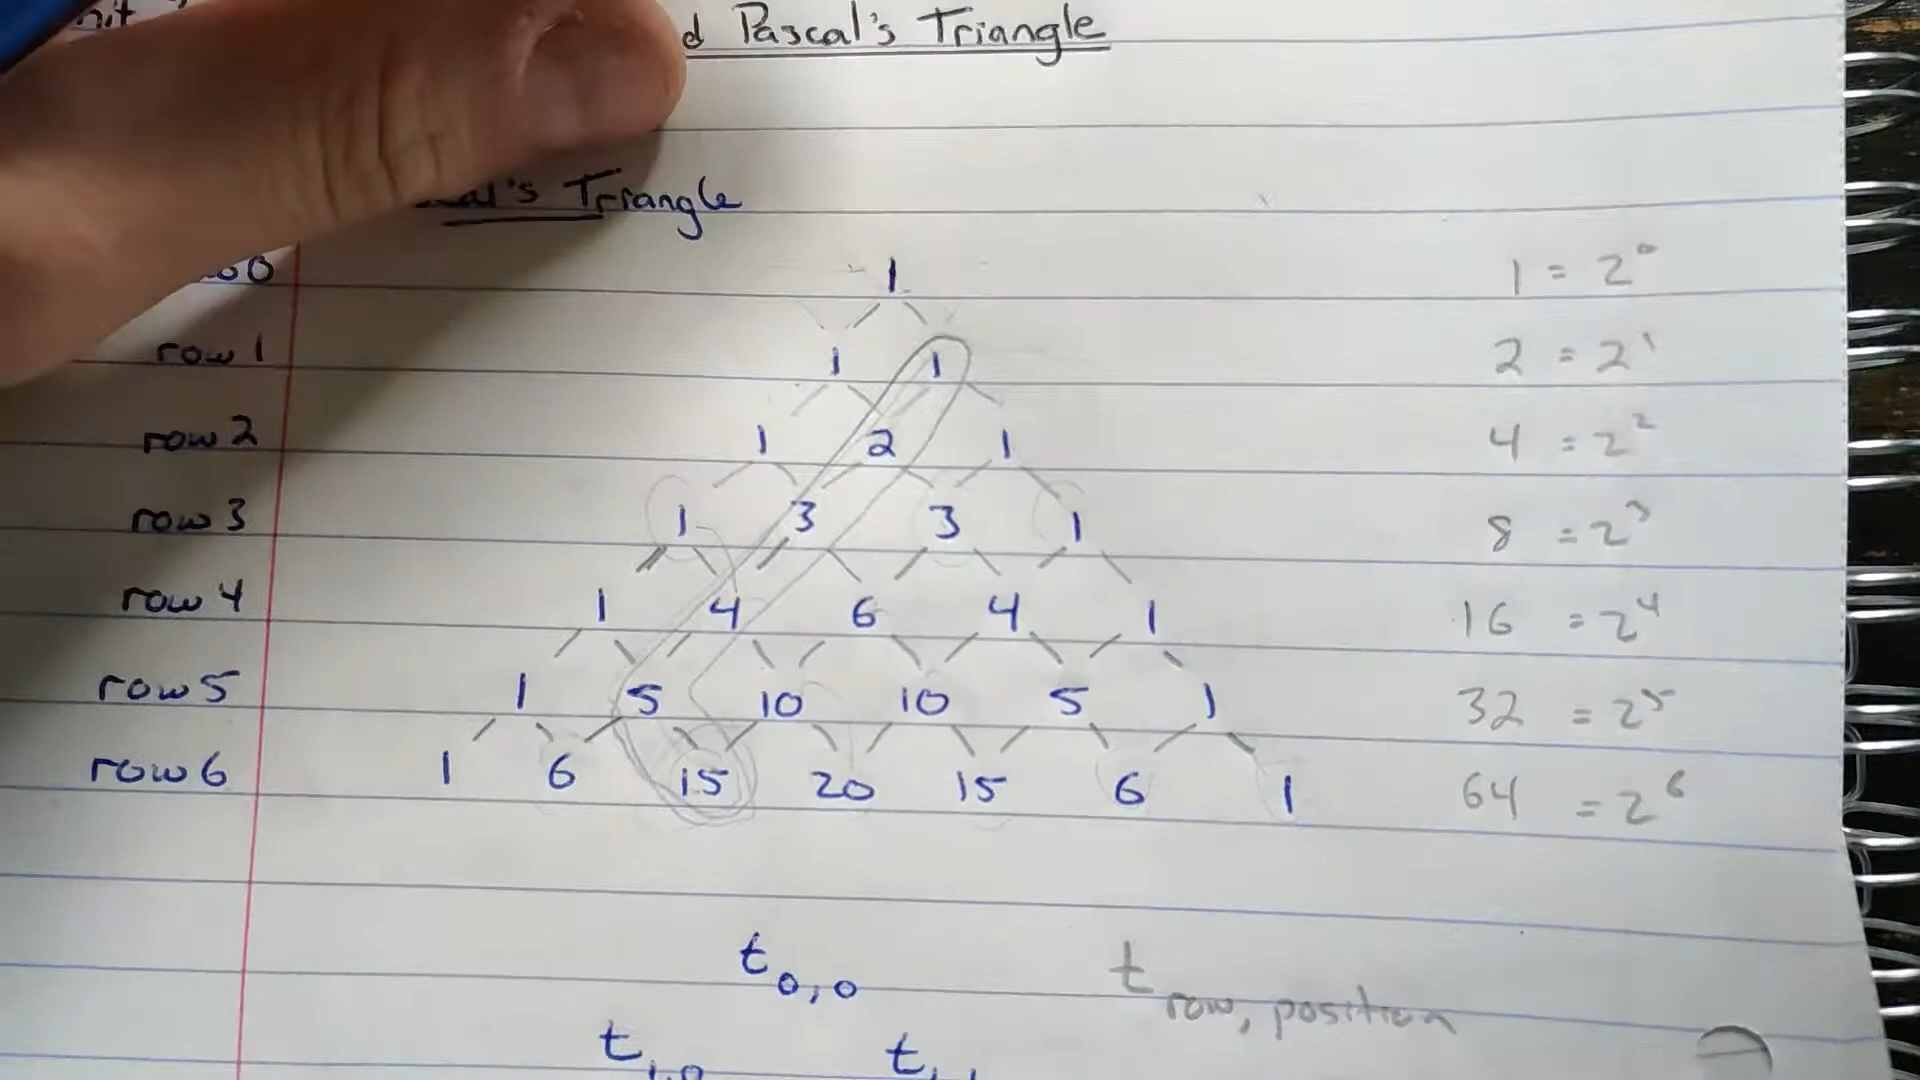 d Pascal's Triangle
Triangle
1 1 = 2⁰
row 1 1 1 2 = 2¹
row 2 1 2 1 4 = 2²
row 3 1 3 3 1 8 = 2³
row 4 1 4 6 4 1 16 = 2⁴
row 5 1 5 10 10 5 1 32 = 2⁵
row 6 1 6 15 20 15 6 1 64 = 2⁶
t₀,₀ t row, position
t₁,₀ t